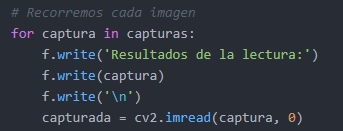 # Recorremos cada imagen
for captura in capturas:
    f.write('Resultados de la lectura:')
    f.write(captura)
    f.write('\n')
    capturada = cv2.imread(captura, 0)